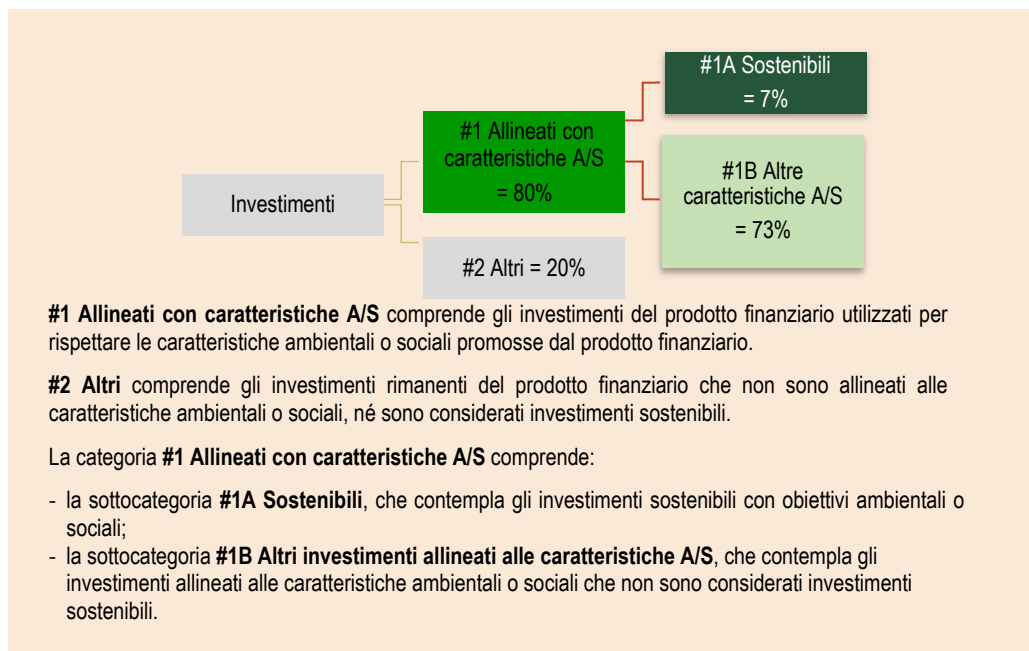 #1A Sostenibili
= 7%
#1 Allineati con
caratteristiche A/S
= 80%
#1B Altre
caratteristiche A/S
= 73%
Investimenti
#2 Altri = 20%
#1 Allineati con caratteristiche A/S comprende gli investimenti del prodotto finanziario utilizzati per
rispettare le caratteristiche ambientali o sociali promosse dal prodotto finanziario.
#2 Altri comprende gli investimenti rimanenti del prodotto finanziario che non sono allineati alle
caratteristiche ambientali o sociali, né sono considerati investimenti sostenibili.
La categoria #1 Allineati con caratteristiche A/S comprende:
- la sottocategoria #1A Sostenibili, che contempla gli investimenti sostenibili con obiettivi ambientali o
sociali;
- la sottocategoria #1B Altri investimenti allineati alle caratteristiche A/S, che contempla gli
investimenti allineati alle caratteristiche ambientali o sociali che non sono considerati investimenti
sostenibili.